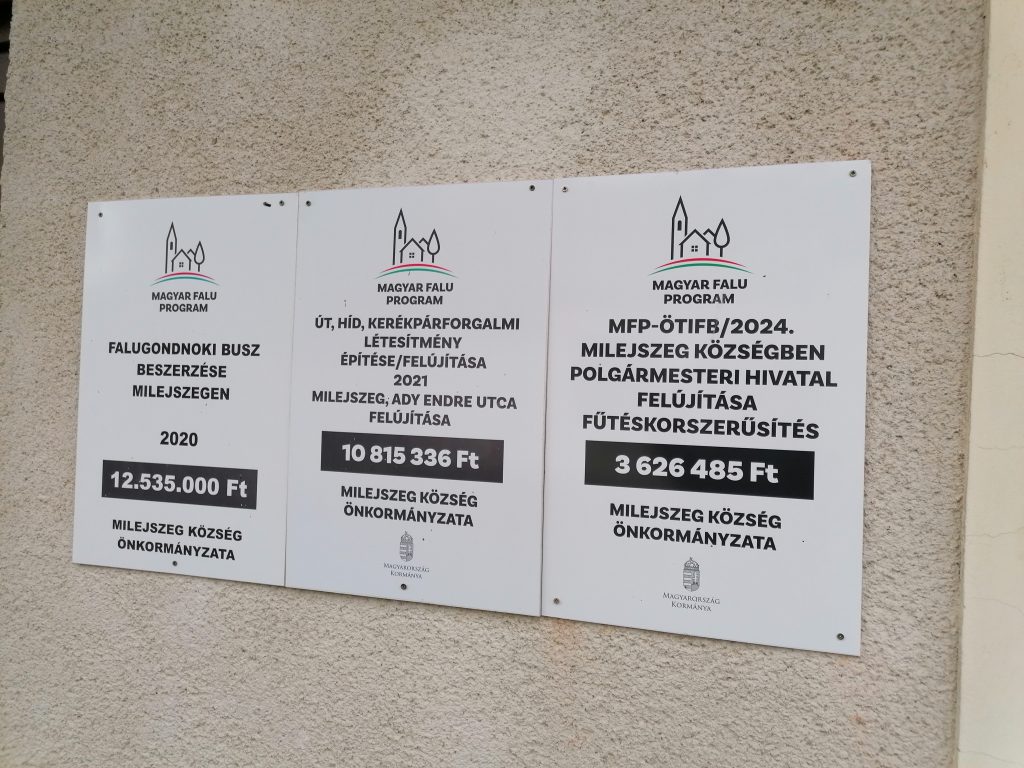 MAGYAR FALU
PROGRAM
FALUGONDNOKI BUSZ
BESZERZÉSE
MILEJSZEGEN
2020
12.535.000 Ft
MILEJSZEG KÖZSÉG
ÖNKORMÁNYZATA
MAGYAR FALU
PROGRAM
ÚT, HÍD, KERÉKPÁRFORGALMI
LÉTESÍTMÉNY
ÉPÍTÉSE/FELÚJÍTÁSA
2021
MILEJSZEG, ADY ENDRE UTCA
FELÚJÍTÁSA
10 815 336 Ft
MILEJSZEG KÖZSÉG
ÖNKORMÁNYZATA
MAGYARORSZÁG
KORMÁNYA
MAGYAR FALU
PROGRAM
MFP-ÖTIFB/2024.
MILEJSZEG KÖZSÉGBEN
POLGÁRMESTERI HIVATAL
FELÚJÍTÁSA
FŰTÉSKORSZERŰSÍTÉS
3 626 485 Ft
MILEJSZEG KÖZSÉG
ÖNKORMÁNYZATA
MAGYARORSZÁG
KORMÁNYA